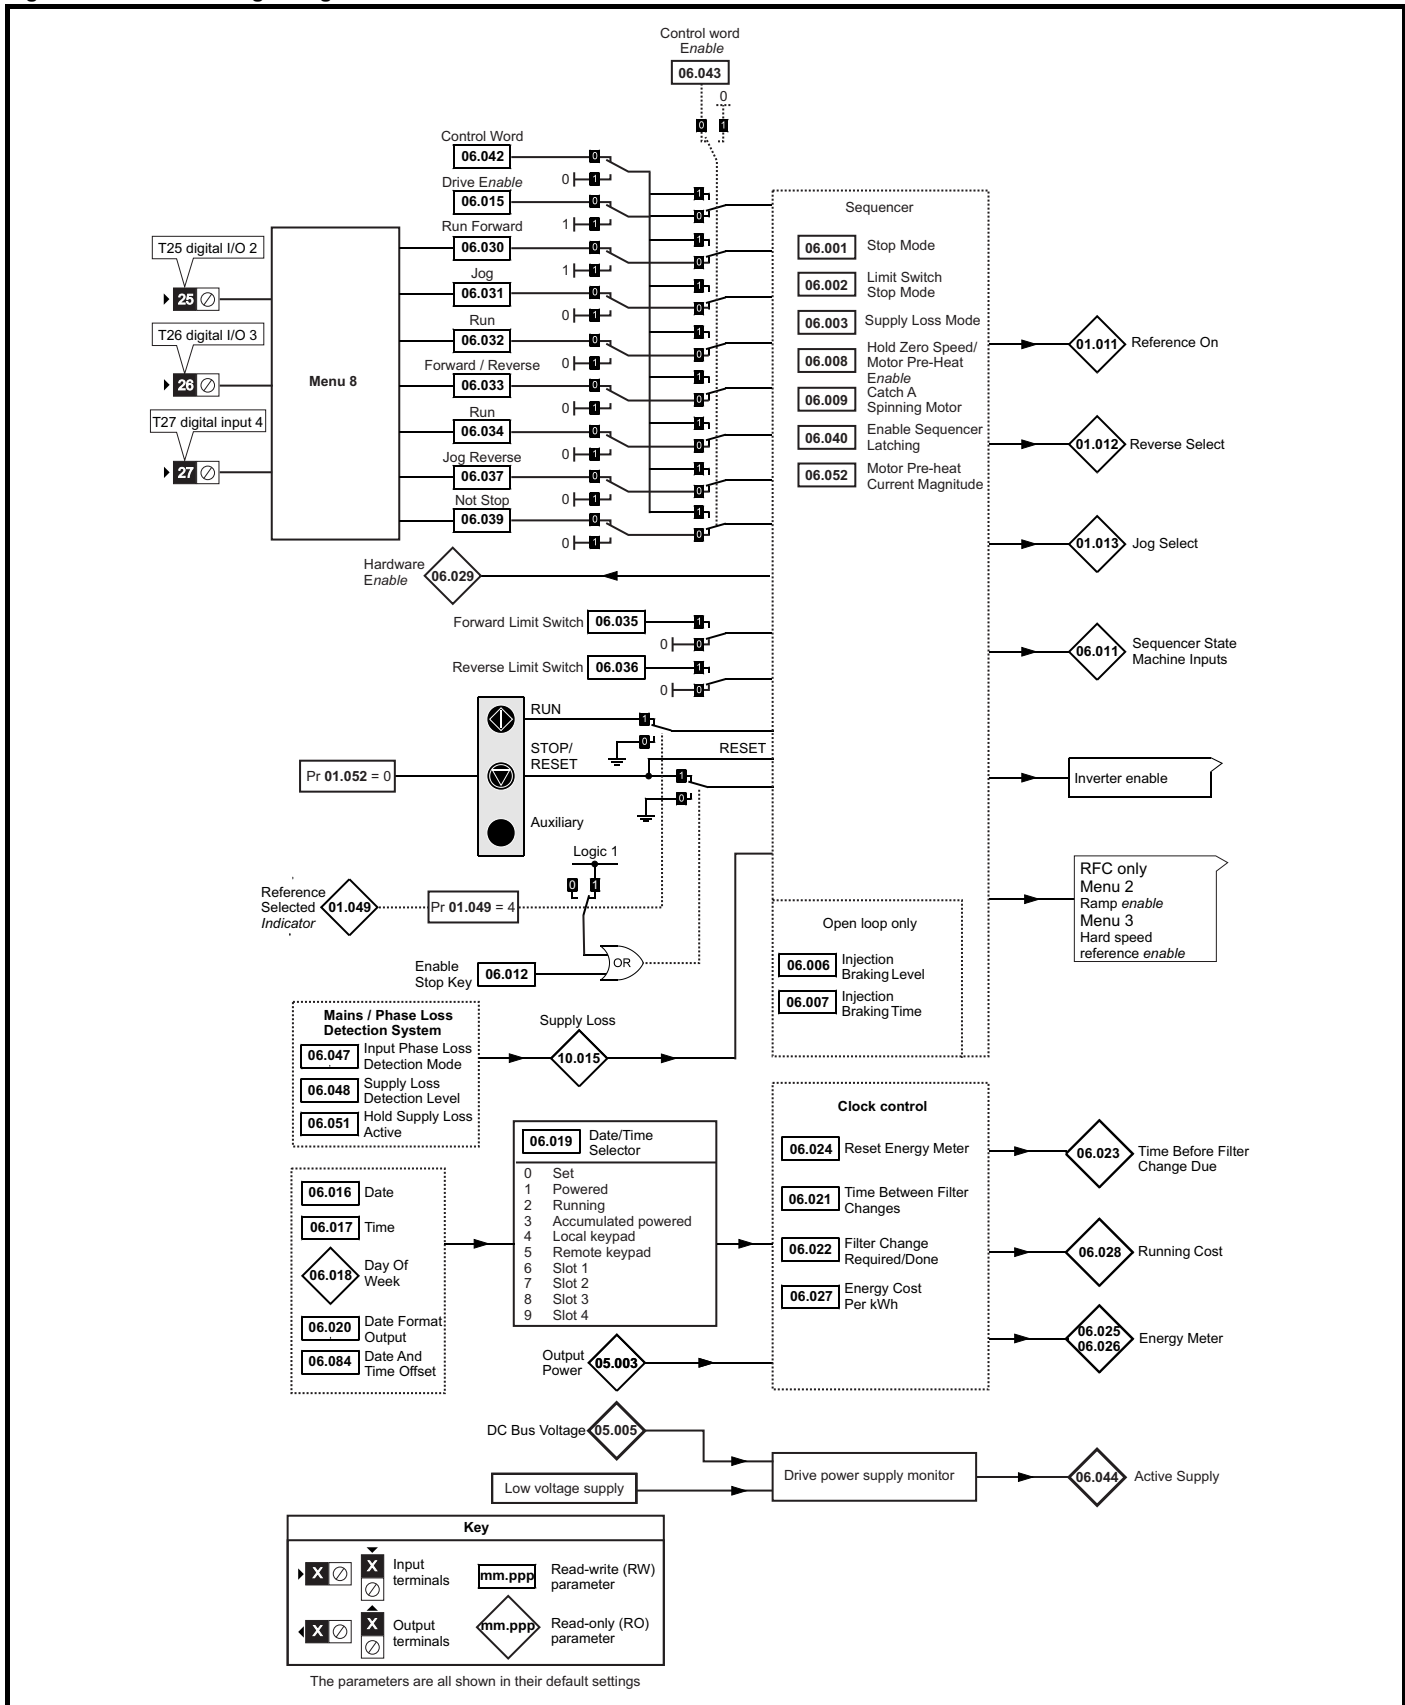 Control word
Enable
06.043
0
0 1
Control Word
06.042
0
0 1
Drive Enable
06.015
0
1 1
Run Forward
06.030
0
1 1
Jog
06.031
0
0 1
Run
06.032
0
0 1
Forward / Reverse
06.033
0
0 1
Run
06.034
0
0 1
Jog Reverse
06.037
0
0 1
Not Stop
06.039
0
0 1
1
0
1
0
1
0
1
0
1
0
1
0
1
0
1
0
T25 digital I/O 2
25
T26 digital I/O 3
26
T27 digital input 4
27
Menu 8
Hardware
Enable
06.029
Forward Limit Switch 06.035
1
0 0
Reverse Limit Switch 06.036
1
0 0
RUN
1
0
STOP/
RESET
RESET
1
0
Auxiliary
Pr 01.052 = 0
Logic 1
0 1
Reference
Selected
Indicator
01.049
Pr 01.049 = 4
OR
Enable
Stop Key
06.012
Sequencer
06.001 Stop Mode
06.002 Limit Switch
Stop Mode
06.003 Supply Loss Mode
06.008 Hold Zero Speed/
Motor Pre-Heat
Enable
06.009 Catch A
Spinning Motor
06.040 Enable Sequencer
Latching
06.052 Motor Pre-heat
Current Magnitude
Open loop only
06.006 Injection
Braking Level
06.007 Injection
Braking Time
01.011 Reference On
01.012 Reverse Select
01.013 Jog Select
06.011 Sequencer State
Machine Inputs
Inverter enable
RFC only
Menu 2
Ramp enable
Menu 3
Hard speed
reference enable
Mains / Phase Loss
Detection System
06.047 Input Phase Loss
Detection Mode
06.048 Supply Loss
Detection Level
06.051 Hold Supply Loss
Active
Supply Loss
10.015
06.016 Date
06.017 Time
06.018 Day Of
Week
06.020 Date Format
Output
06.084 Date And
Time Offset
06.019 Date/Time
Selector
0 Set
1 Powered
2 Running
3 Accumulated powered
4 Local keypad
5 Remote keypad
6 Slot 1
7 Slot 2
8 Slot 3
9 Slot 4
Output
Power
05.003
Clock control
06.024 Reset Energy Meter
06.021 Time Between Filter
Changes
06.022 Filter Change
Required/Done
06.027 Energy Cost
Per kWh
06.023 Time Before Filter
Change Due
06.028 Running Cost
06.025
06.026
Energy Meter
DC Bus Voltage 05.005
Low voltage supply
Drive power supply monitor
06.044 Active Supply
Key
X X Input
terminals
mm.ppp Read-write (RW)
parameter
X X Output
terminals
mm.ppp Read-only (RO)
parameter
The parameters are all shown in their default settings